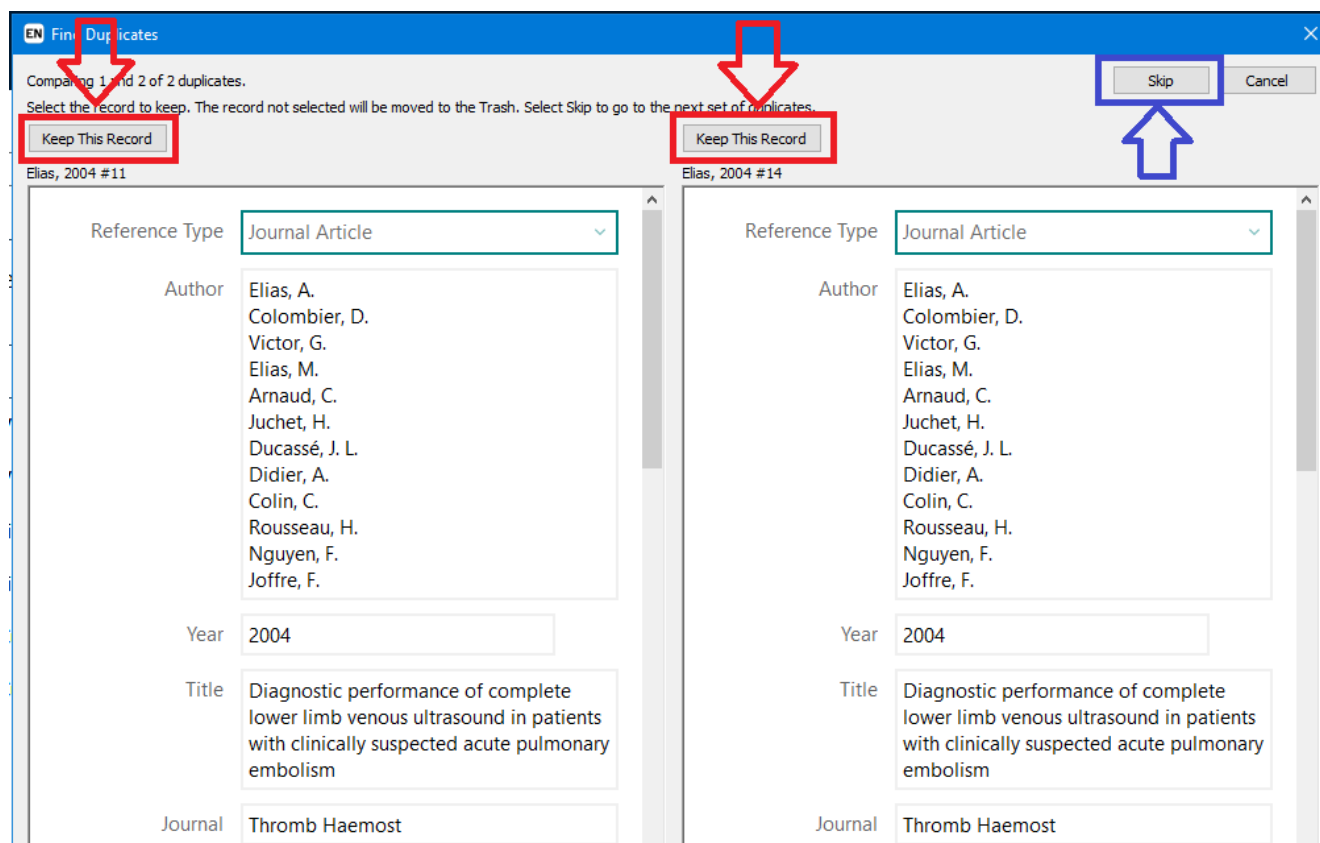 EN Find Duplicates
Comparing 1 and 2 of 2 duplicates.
Skip
Cancel
Select the record to keep. The record not selected will be moved to the Trash. Select Skip to go to the next set of duplicates.
Keep This Record
Keep This Record
Elias, 2004 #11
Elias, 2004 #14
Reference Type
Journal Article
Author
Elias, A.
Colombier, D.
Victor, G.
Elias, M.
Arnaud, C.
Juchet, H.
Ducassé, J. L.
Didier, A.
Colin, C.
Rousseau, H.
Nguyen, F.
Joffre, F.
Year
2004
Title
Diagnostic performance of complete
lower limb venous ultrasound in patients
with clinically suspected acute pulmonary
embolism
Journal
Thromb Haemost
Reference Type
Journal Article
Author
Elias, A.
Colombier, D.
Victor, G.
Elias, M.
Arnaud, C.
Juchet, H.
Ducassé, J. L.
Didier, A.
Colin, C.
Rousseau, H.
Nguyen, F.
Joffre, F.
Year
2004
Title
Diagnostic performance of complete
lower limb venous ultrasound in patients
with clinically suspected acute pulmonary
embolism
Journal
Thromb Haemost